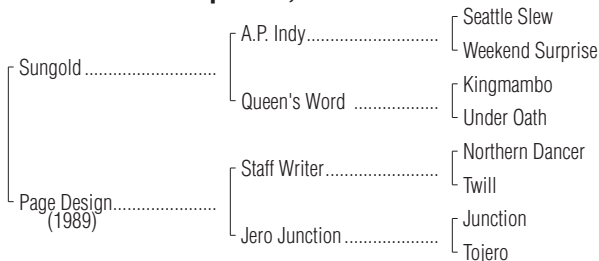 Seattle Slew
A.P. Indy
Weekend Surprise
Sungold
Kingmambo
Queen's Word
Under Oath
Northern Dancer
Staff Writer
Twill
Page Design
(1989)
Junction
Jero Junction
Tojero